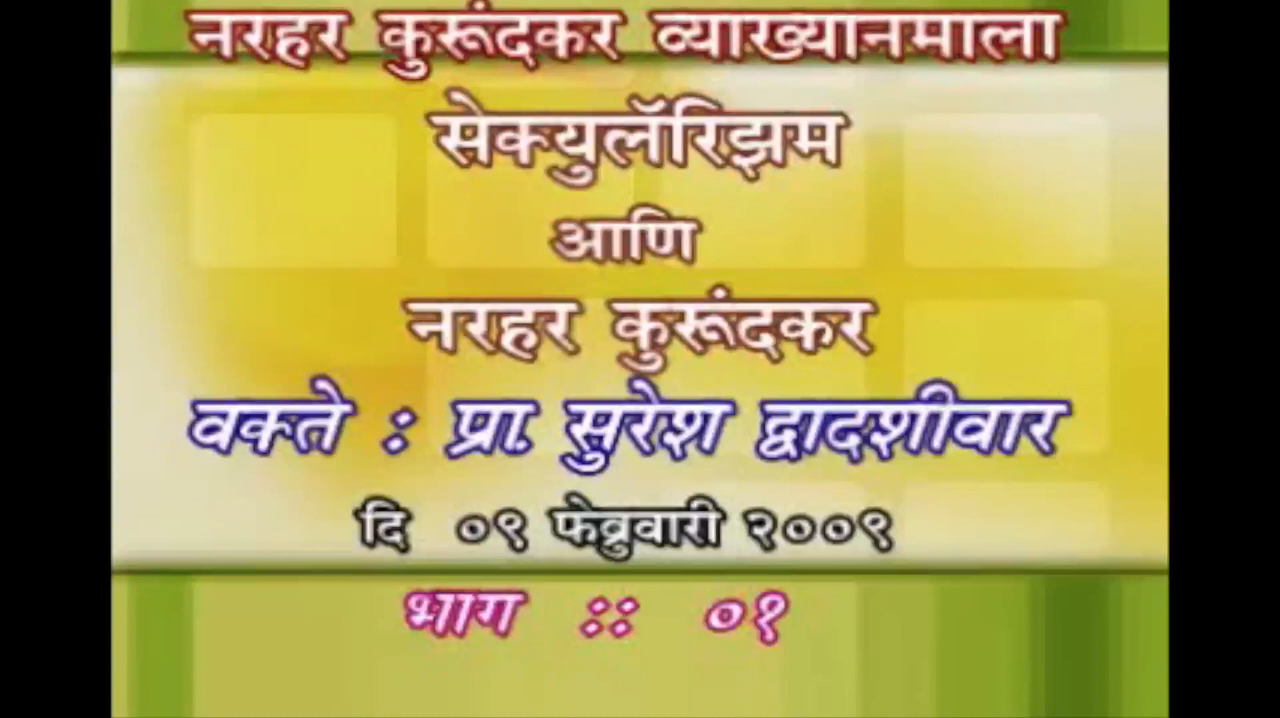 नरहर कुरूंदकर व्याख्यानमाला
सेक्युलॅरिझम
आणि
नरहर कुरूंदकर
वक्ते : प्रा. सुरेश द्वादशीवार
दि ०९ फेब्रुवारी २००९
भाग :: ०१